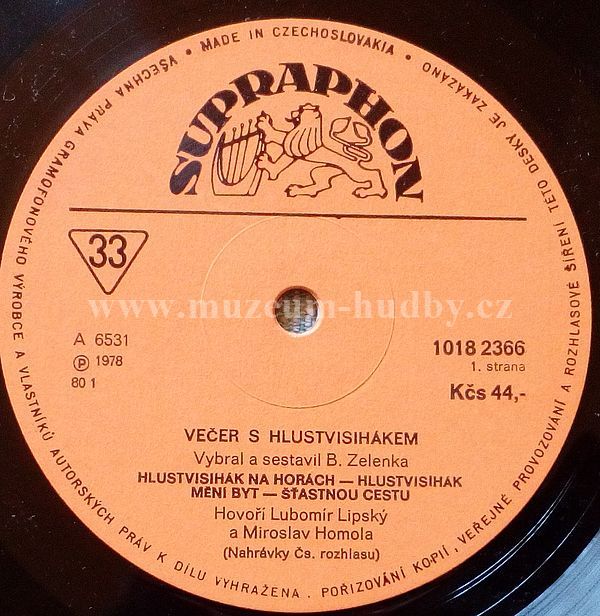 VŠECHNA PRÁVA GRAMOFONOVÉHO VÝROBCE A VLASTNÍKŮ AUTORSKÝCH PRÁV K DÍLU VYHRAŽENA. POŘIZOVÁNÍ KOPIÍ, VEŘEJNÉ PROVOZOVÁNÍ A ROZHLASOVÉ ŠÍŘENÍ TÉTO DESKY JE ZAKÁZÁNO • MADE IN CZECHOSLOVAKIA •
SUPRAPHON
33
www.muzeum-hudby.cz
A 6531
Ⓟ 1978
80 1
1018 2366
1. strana
Kčs 44,-
VEČER S HLUSTVISIHÁKEM
Vybral a sestavil B. Zelenka
HLUSTVISIHÁK NA HORÁCH — HLUSTVISIHÁK
MĚNÍ BYT — ŠŤASTNOU CESTU
Hovoří Lubomír Lipský
a Miroslav Homola
(Nahrávky Čs. rozhlasu)